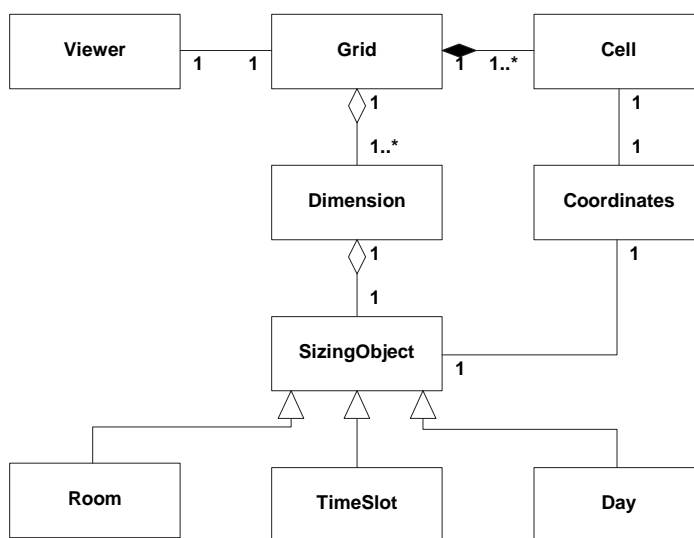 Viewer
Grid
Cell
1
1
1
1..*
1
1
1..*
1
Dimension
Coordinates
1
1
1
SizingObject
1
Room
TimeSlot
Day